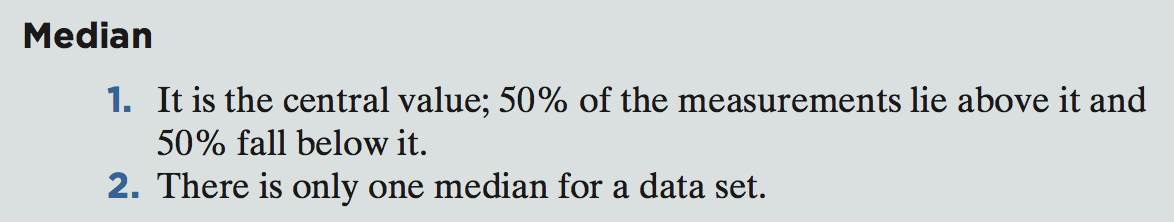 Median
1. It is the central value; 50% of the measurements lie above it and
50% fall below it.
2. There is only one median for a data set.